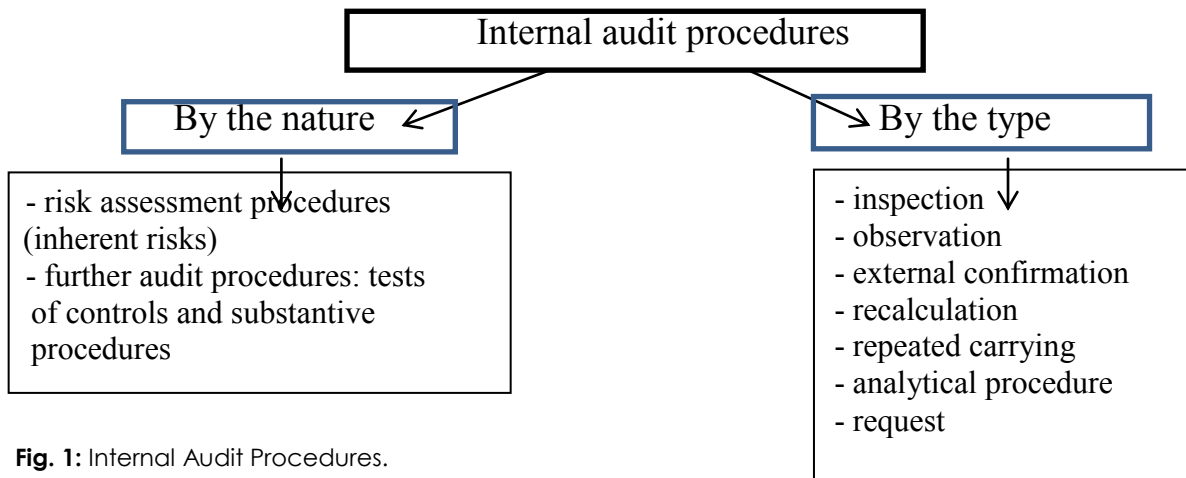 Internal audit procedures
By the nature
By the type
- risk assessment procedures
(inherent risks)
- further audit procedures: tests
of controls and substantive
procedures
- inspection
- observation
- external confirmation
- recalculation
- repeated carrying
- analytical procedure
- request
Fig. 1: Internal Audit Procedures.